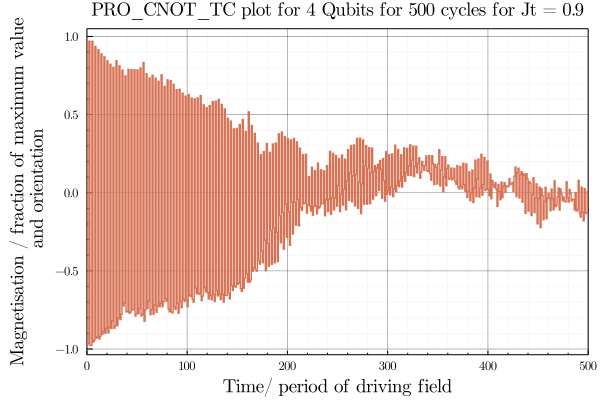 PRO_CNOT_TC plot for 4 Qubits for 500 cycles for Jt = 0.9
Magnetisation / fraction of maximum value
and orientation
1.0
0.5
0.0
−0.5
−1.0
0 100 200 300 400 500
Time/ period of driving field